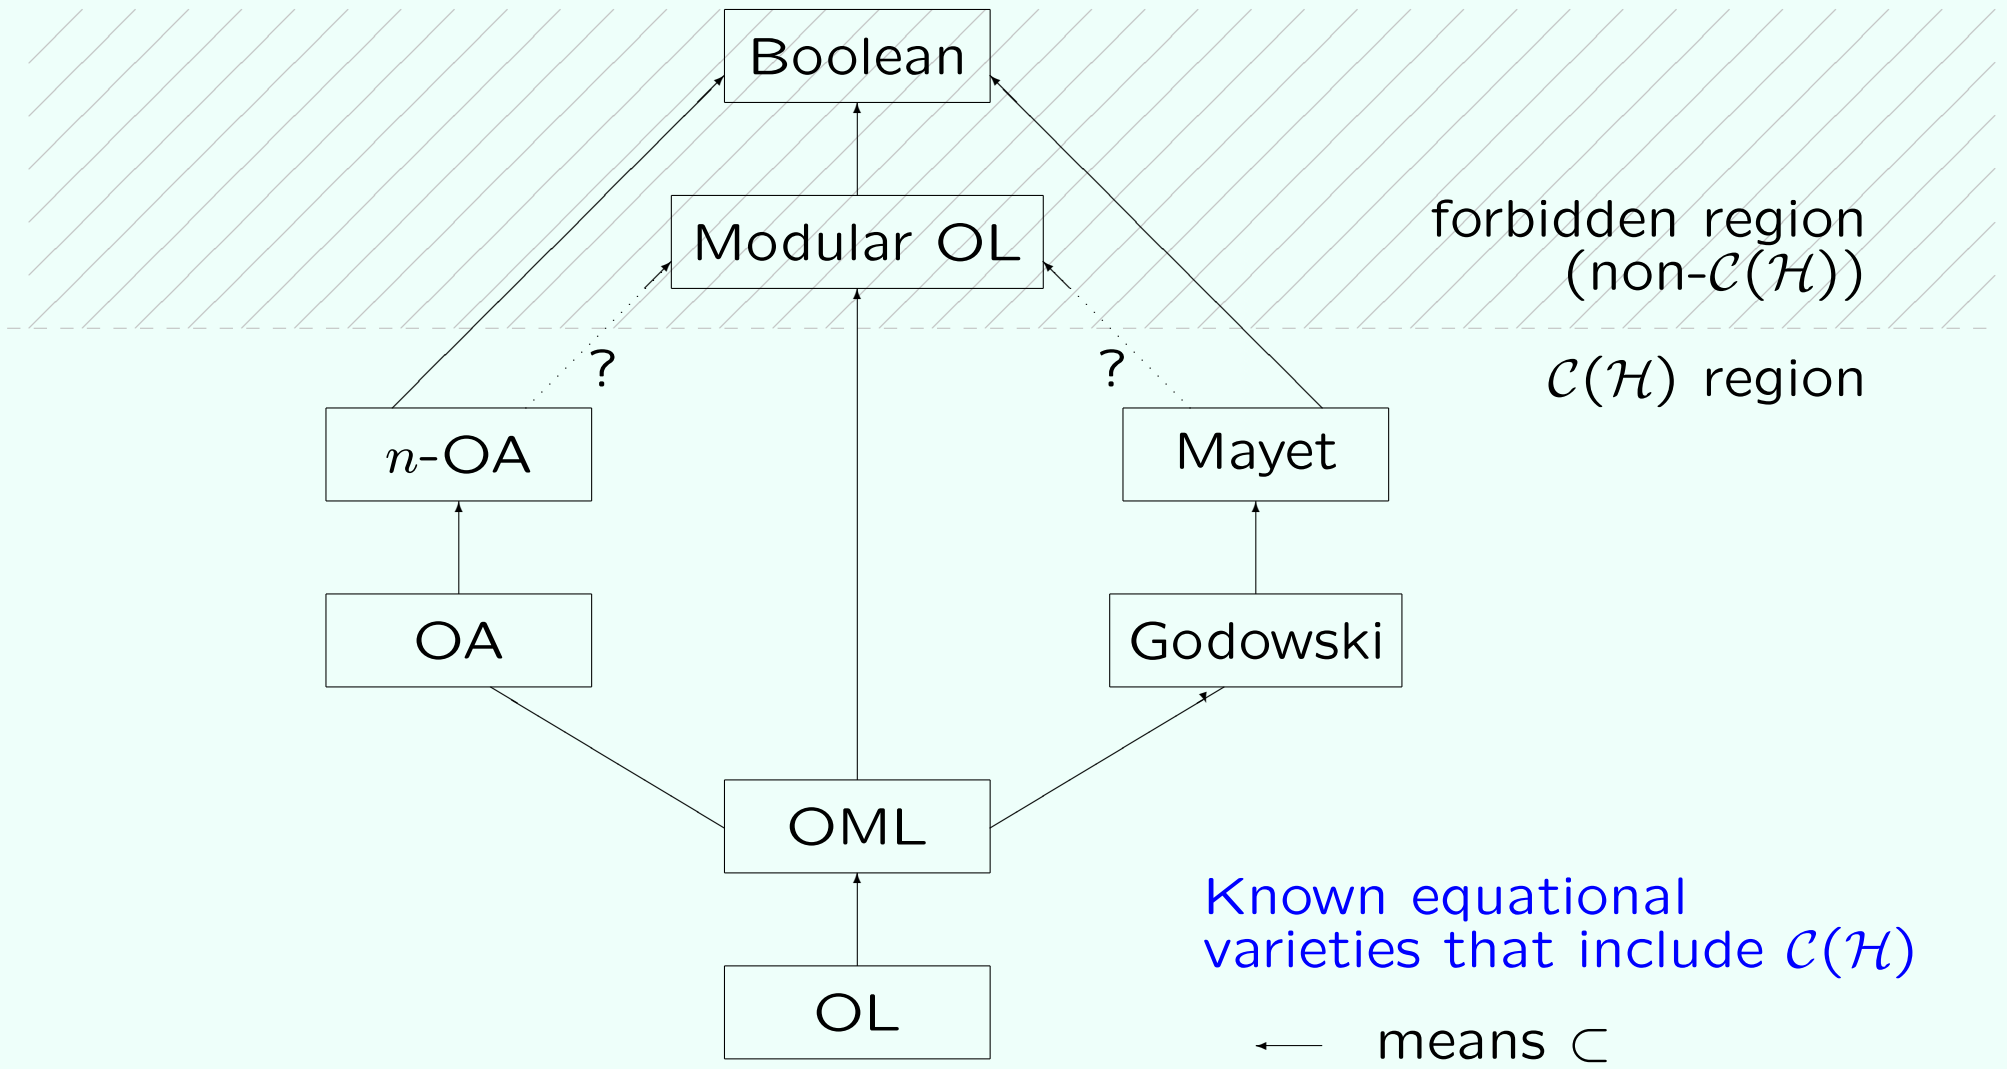 Boolean
Modular OL
forbidden region
(non-𝒞(ℋ))
?
?
𝒞(ℋ) region
n-OA
Mayet
OA
Godowski
OML
Known equational
varieties that include 𝒞(ℋ)
OL
means ⊂